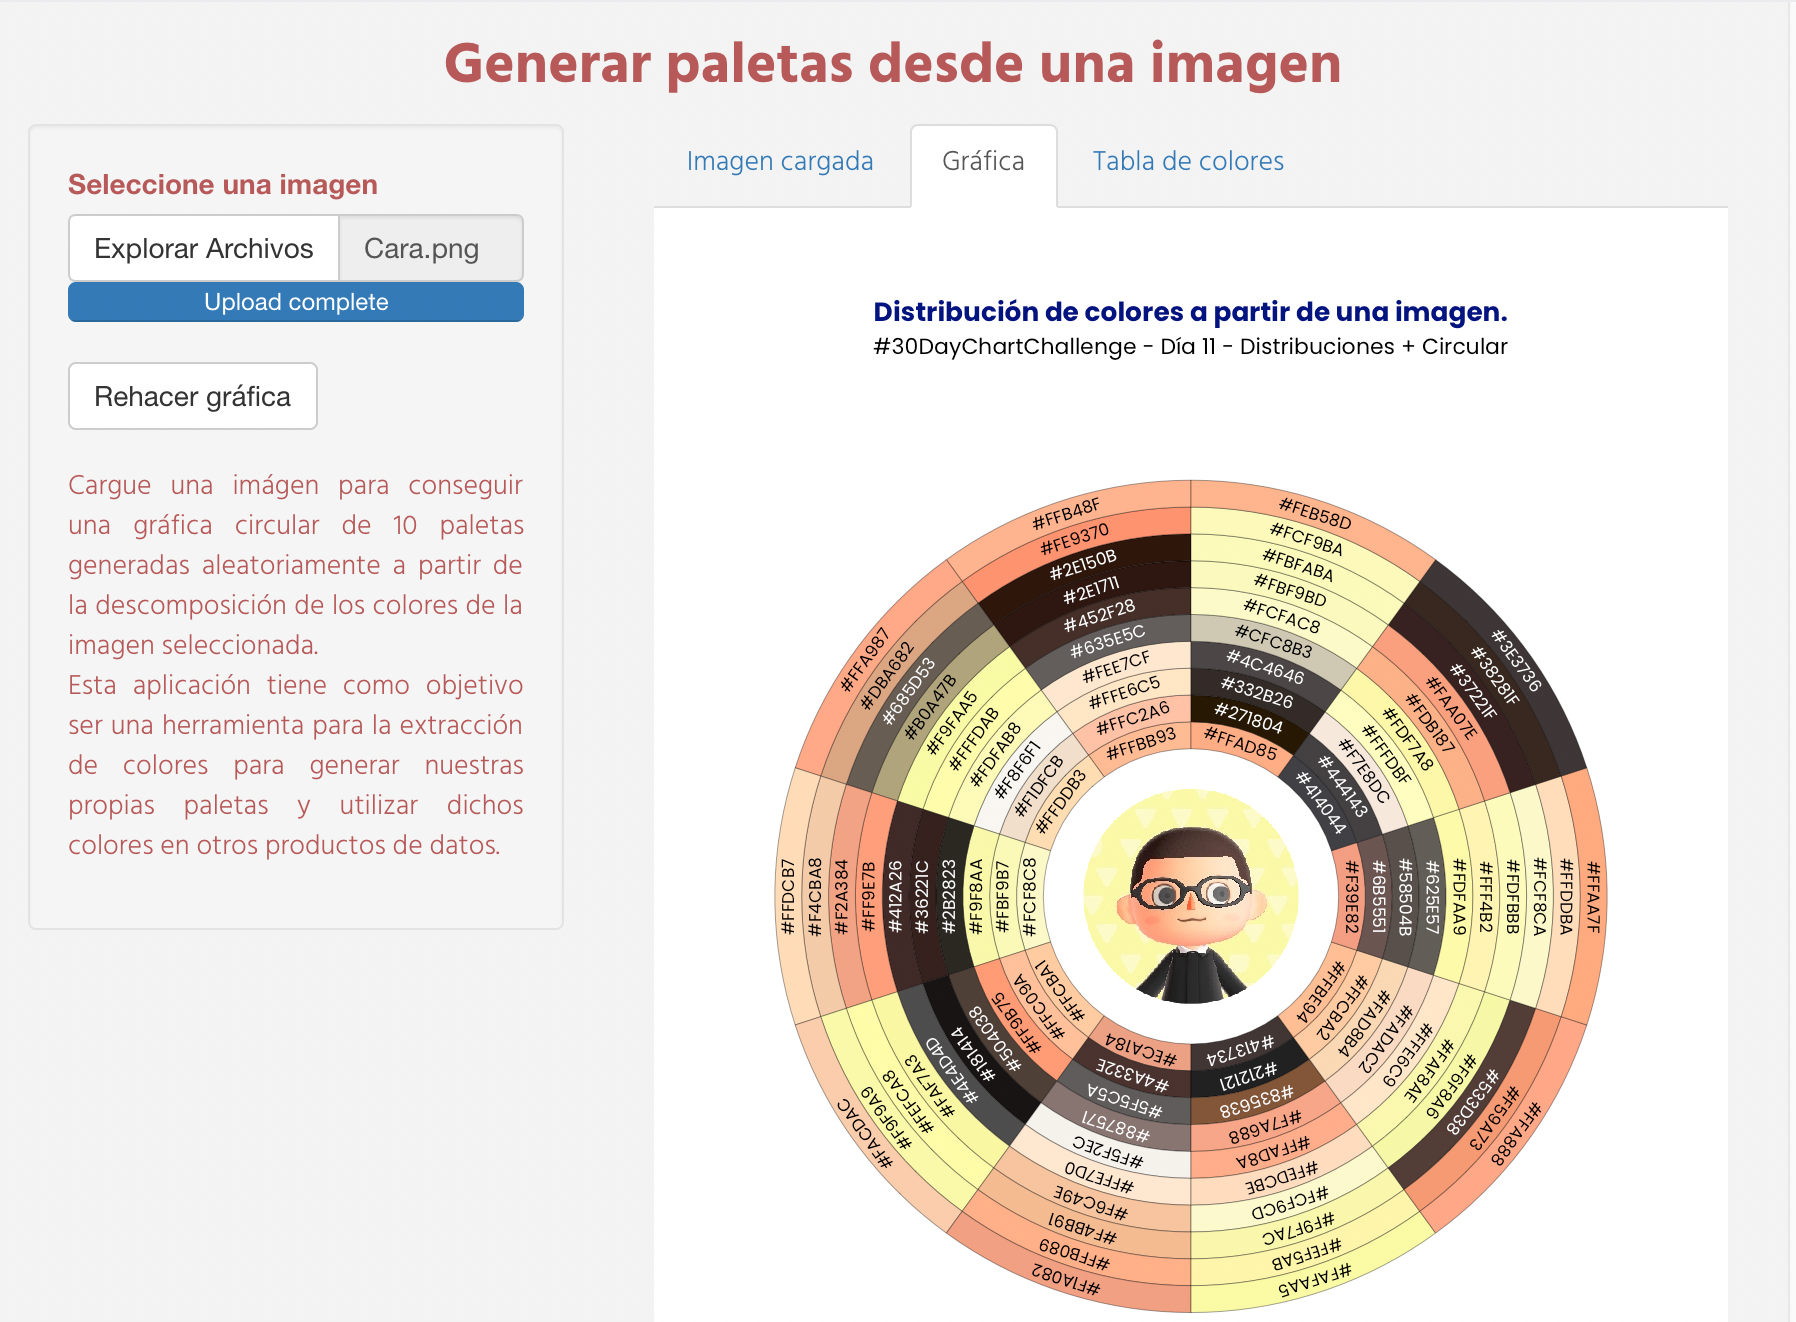 Generar paletas desde una imagen
Seleccione una imagen
Explorar Archivos
Cara.png
Upload complete
Rehacer gráfica
Cargue una imágen para conseguir
una gráfica circular de 10 paletas
generadas aleatoriamente a partir de
la descomposición de los colores de la
imagen seleccionada.
Esta aplicación tiene como objetivo
ser una herramienta para la extracción
de colores para generar nuestras
propias paletas y utilizar dichos
colores en otros productos de datos.
Imagen cargada
Gráfica
Tabla de colores
Distribución de colores a partir de una imagen.
#30DayChartChallenge - Día 11 - Distribuciones + Circular
#FEB58D
#FCF9BA
#FBFABA
#FBF9BD
#FCFAC8
#CFC8B3
#4C4646
#332B26
#271804
#FFAD85
#3E3736
#38281F
#37221F
#FAA07E
#FDB187
#FDF7A8
#FFFDBF
#F7E8DC
#444143
#414044
#FFAA7F
#FFDDBA
#FCF8CA
#FDFBBB
#FFF4B2
#FDFAA9
#625E57
#58504B
#6B5551
#F39E82
#FFA888
#F59A73
#533D38
#F6F8A6
#FAF8AE
#FFE6C9
#FADAC2
#FAD8B4
#FFCBA2
#FFBE94
#FAFAA5
#FEF5AB
#F9F7AC
#FCF9CD
#FEDCBE
#FFAD8A
#F7A688
#835638
#212121
#413734
#F1A082
#FFB089
#F4BB91
#F6C49E
#FFE7D0
#F5F2EC
#887571
#5F5C5A
#4A332E
#ECA184
#FACDAC
#F9F9A9
#FEFCA8
#FAF7A3
#4E4D4D
#181414
#504038
#FF9B75
#FFC09A
#FFCBA1
#FFDCB7
#F4CBA8
#F2A384
#FF9E7B
#412A26
#36221C
#2B2823
#F9F8AA
#FBF9B7
#FCF8C8
#FFA987
#DBA682
#685D53
#B0A47B
#F9FAA5
#FFFDAB
#FDFAB8
#F8F6F1
#F1DFCB
#FFDDB3
#FFB48F
#FE9370
#2E150B
#2E1711
#452F28
#635E5C
#FEE7CF
#FFE6C5
#FFC2A6
#FFBB93